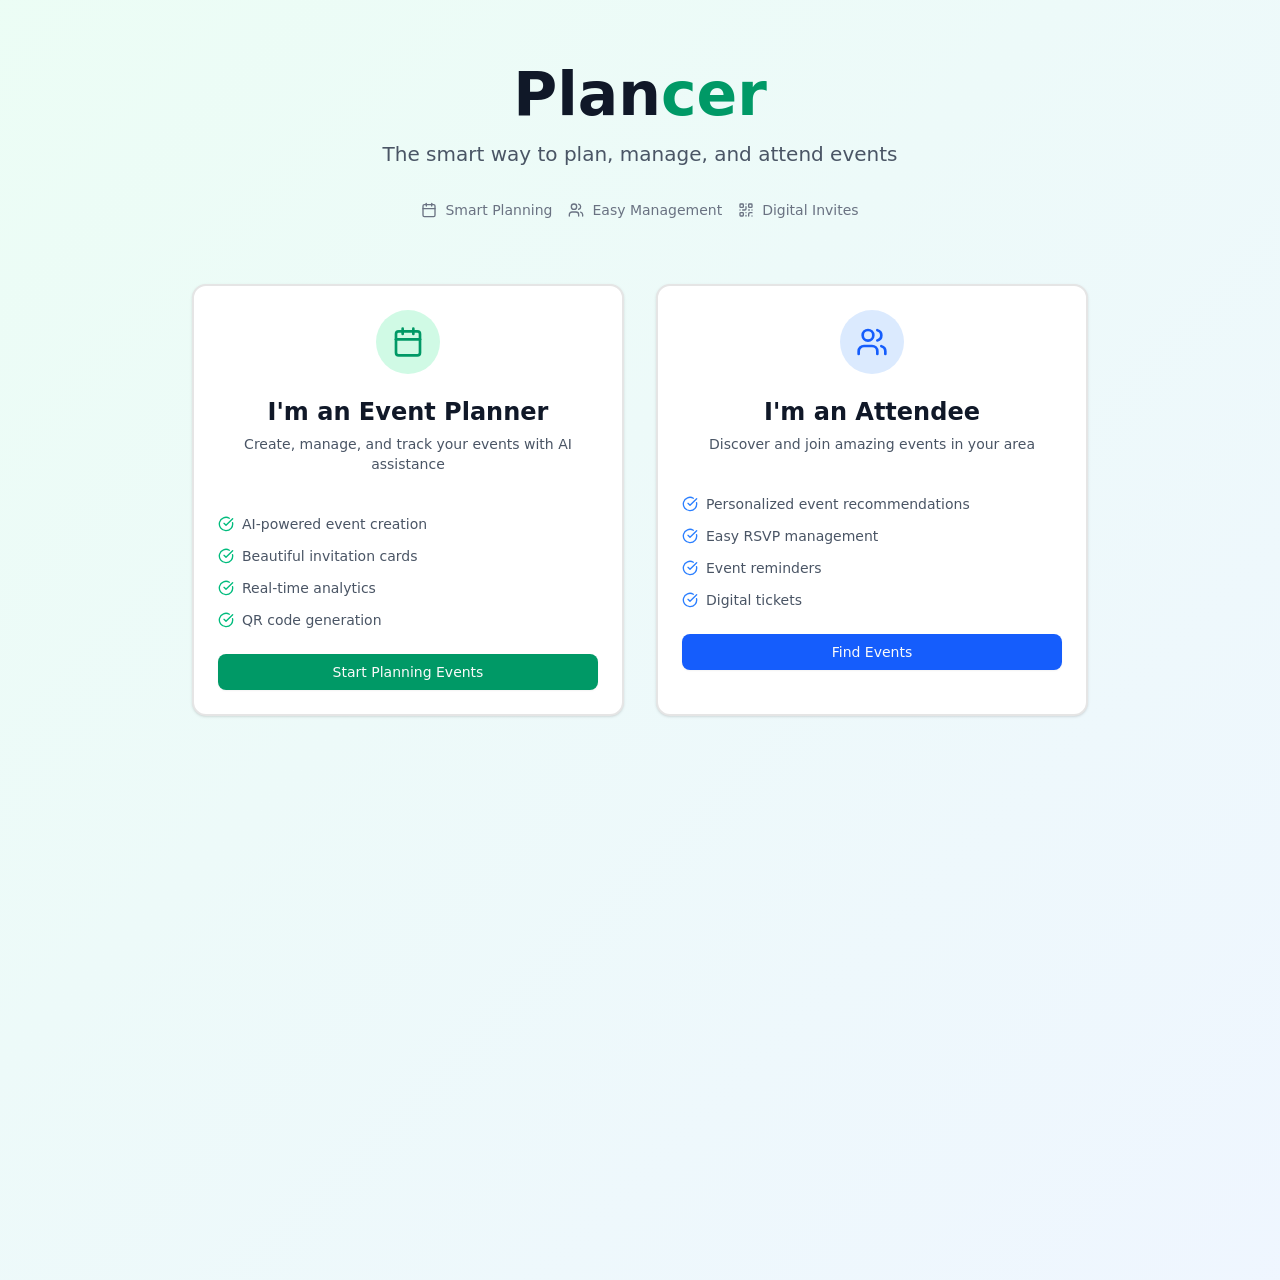 Plancer
The smart way to plan, manage, and attend events
Smart Planning Easy Management Digital Invites
I'm an Event Planner
Create, manage, and track your events with AI
assistance
AI-powered event creation
Beautiful invitation cards
Real-time analytics
QR code generation
Start Planning Events
I'm an Attendee
Discover and join amazing events in your area
Personalized event recommendations
Easy RSVP management
Event reminders
Digital tickets
Find Events